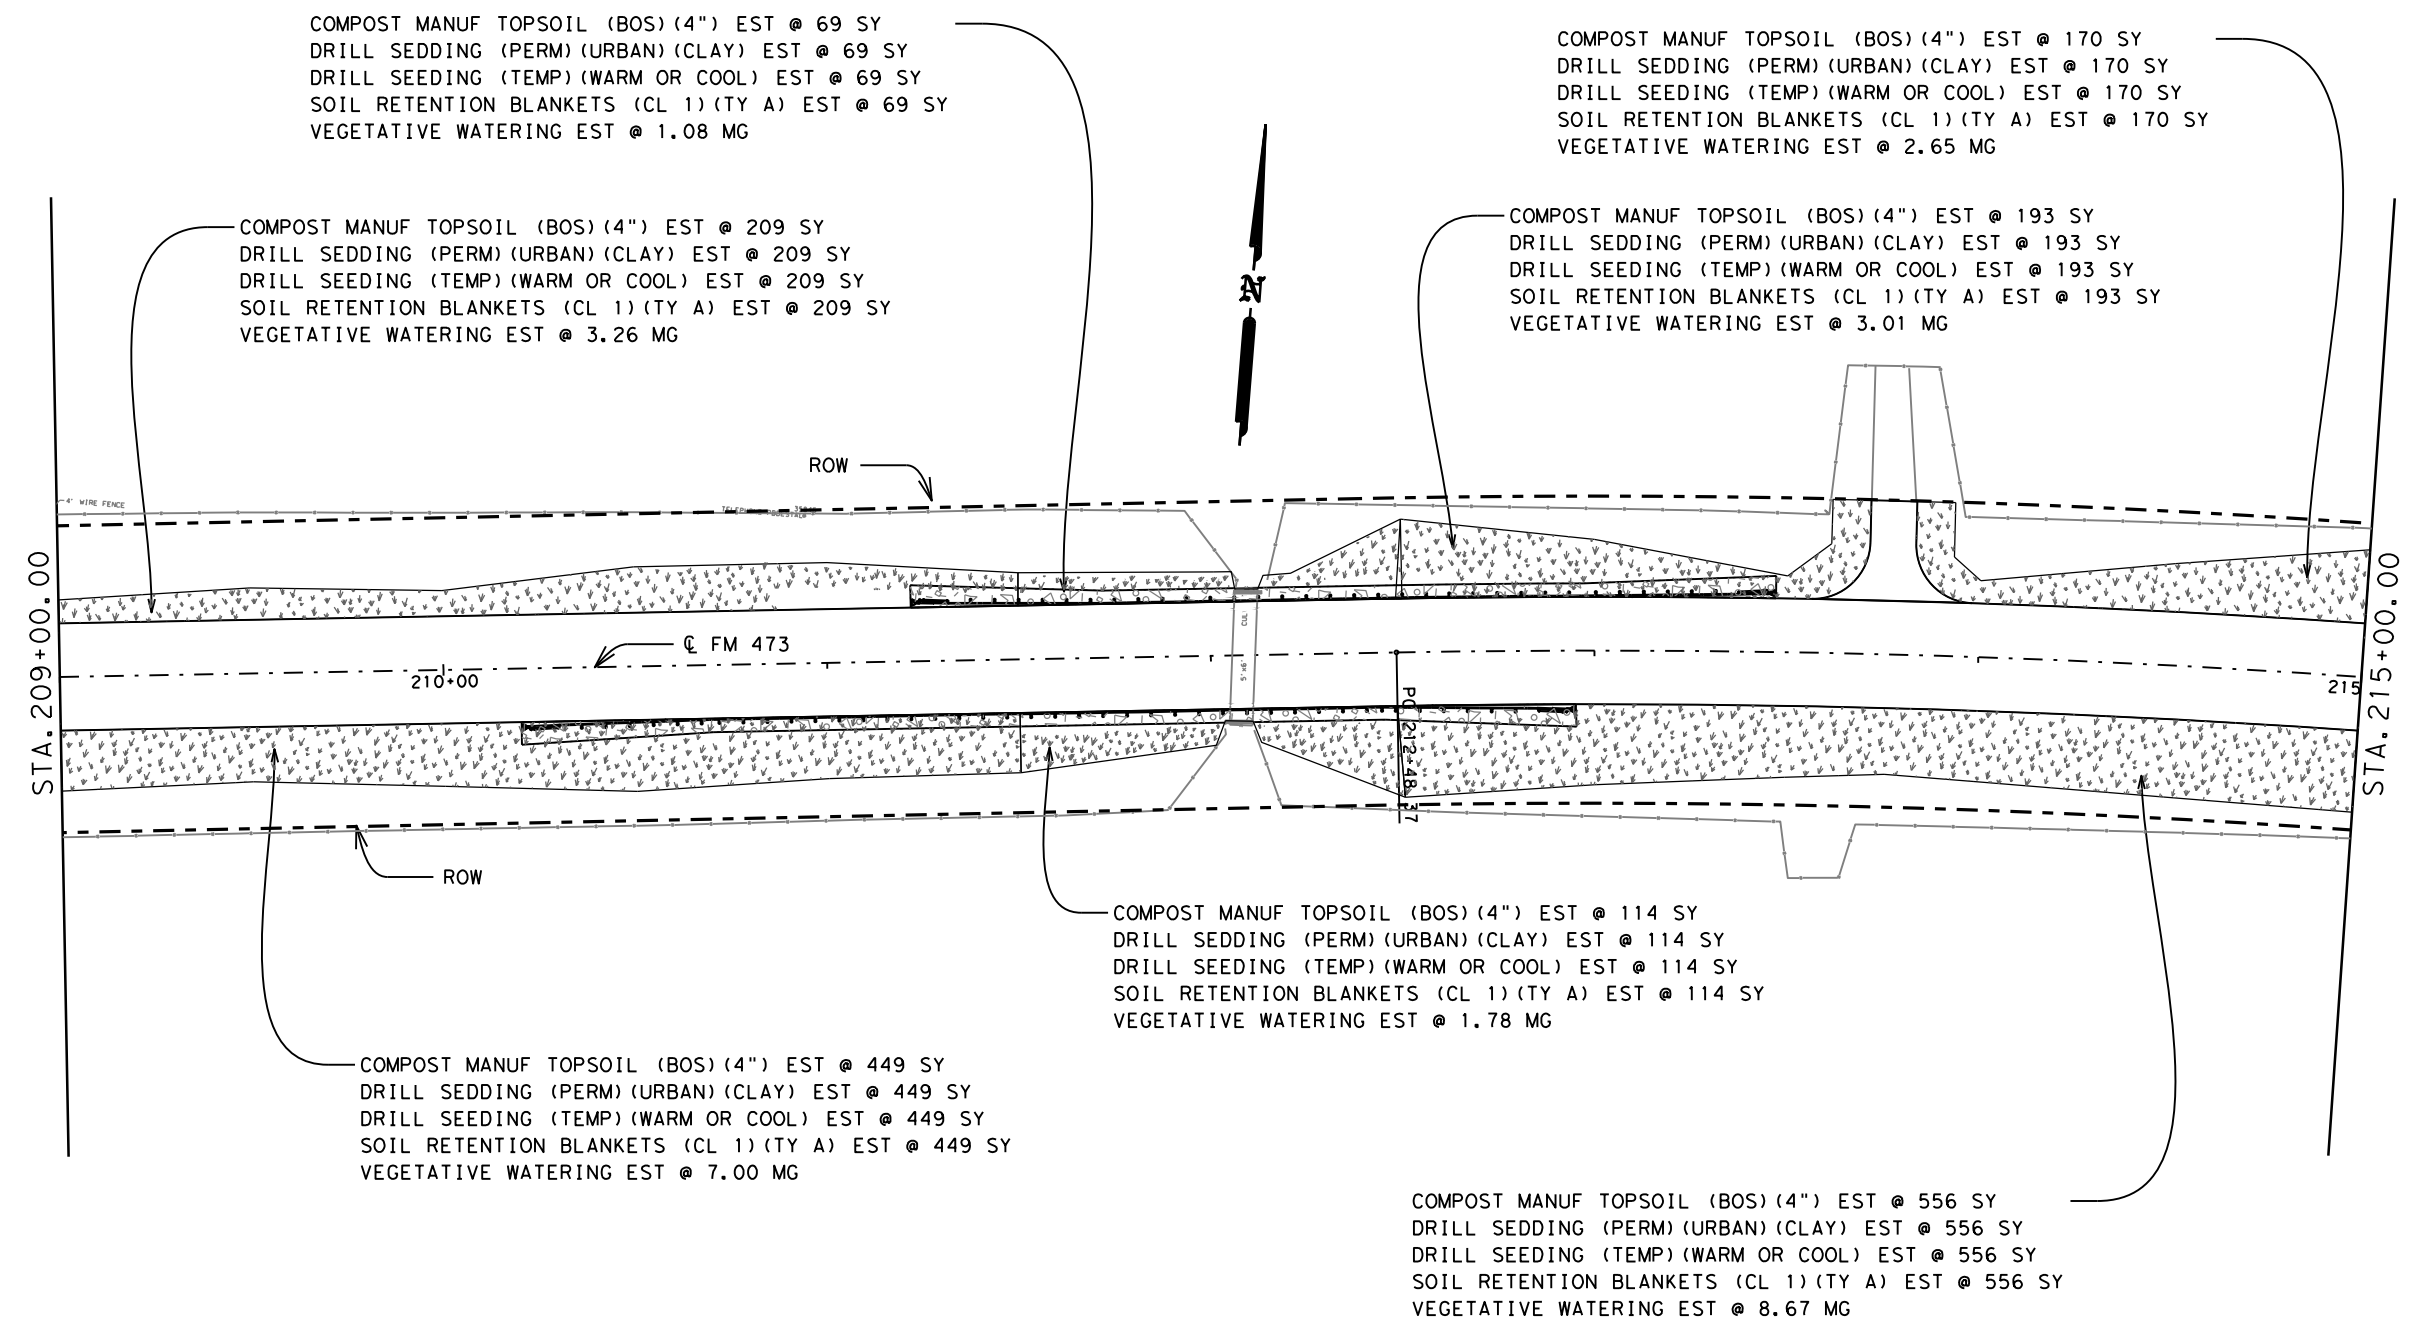 COMPOST MANUF TOPSOIL (BOS)(4") EST @ 69 SY
DRILL SEDDING (PERM)(URBAN)(CLAY) EST @ 69 SY
DRILL SEEDING (TEMP)(WARM OR COOL) EST @ 69 SY
SOIL RETENTION BLANKETS (CL 1)(TY A) EST @ 69 SY
VEGETATIVE WATERING EST @ 1.08 MG
COMPOST MANUF TOPSOIL (BOS)(4") EST @ 170 SY
DRILL SEDDING (PERM)(URBAN)(CLAY) EST @ 170 SY
DRILL SEEDING (TEMP)(WARM OR COOL) EST @ 170 SY
SOIL RETENTION BLANKETS (CL 1)(TY A) EST @ 170 SY
VEGETATIVE WATERING EST @ 2.65 MG
COMPOST MANUF TOPSOIL (BOS)(4") EST @ 209 SY
DRILL SEDDING (PERM)(URBAN)(CLAY) EST @ 209 SY
DRILL SEEDING (TEMP)(WARM OR COOL) EST @ 209 SY
SOIL RETENTION BLANKETS (CL 1)(TY A) EST @ 209 SY
VEGETATIVE WATERING EST @ 3.26 MG
COMPOST MANUF TOPSOIL (BOS)(4") EST @ 193 SY
DRILL SEDDING (PERM)(URBAN)(CLAY) EST @ 193 SY
DRILL SEEDING (TEMP)(WARM OR COOL) EST @ 193 SY
SOIL RETENTION BLANKETS (CL 1)(TY A) EST @ 193 SY
VEGETATIVE WATERING EST @ 3.01 MG
N
ROW
4' WIRE FENCE
STA.209+00.00
STA.215+00.00
CUL
5'x6'
℄ FM 473
210+00
215
PC 212+48.37
ROW
COMPOST MANUF TOPSOIL (BOS)(4") EST @ 114 SY
DRILL SEDDING (PERM)(URBAN)(CLAY) EST @ 114 SY
DRILL SEEDING (TEMP)(WARM OR COOL) EST @ 114 SY
SOIL RETENTION BLANKETS (CL 1)(TY A) EST @ 114 SY
VEGETATIVE WATERING EST @ 1.78 MG
COMPOST MANUF TOPSOIL (BOS)(4") EST @ 449 SY
DRILL SEDDING (PERM)(URBAN)(CLAY) EST @ 449 SY
DRILL SEEDING (TEMP)(WARM OR COOL) EST @ 449 SY
SOIL RETENTION BLANKETS (CL 1)(TY A) EST @ 449 SY
VEGETATIVE WATERING EST @ 7.00 MG
COMPOST MANUF TOPSOIL (BOS)(4") EST @ 556 SY
DRILL SEDDING (PERM)(URBAN)(CLAY) EST @ 556 SY
DRILL SEEDING (TEMP)(WARM OR COOL) EST @ 556 SY
SOIL RETENTION BLANKETS (CL 1)(TY A) EST @ 556 SY
VEGETATIVE WATERING EST @ 8.67 MG